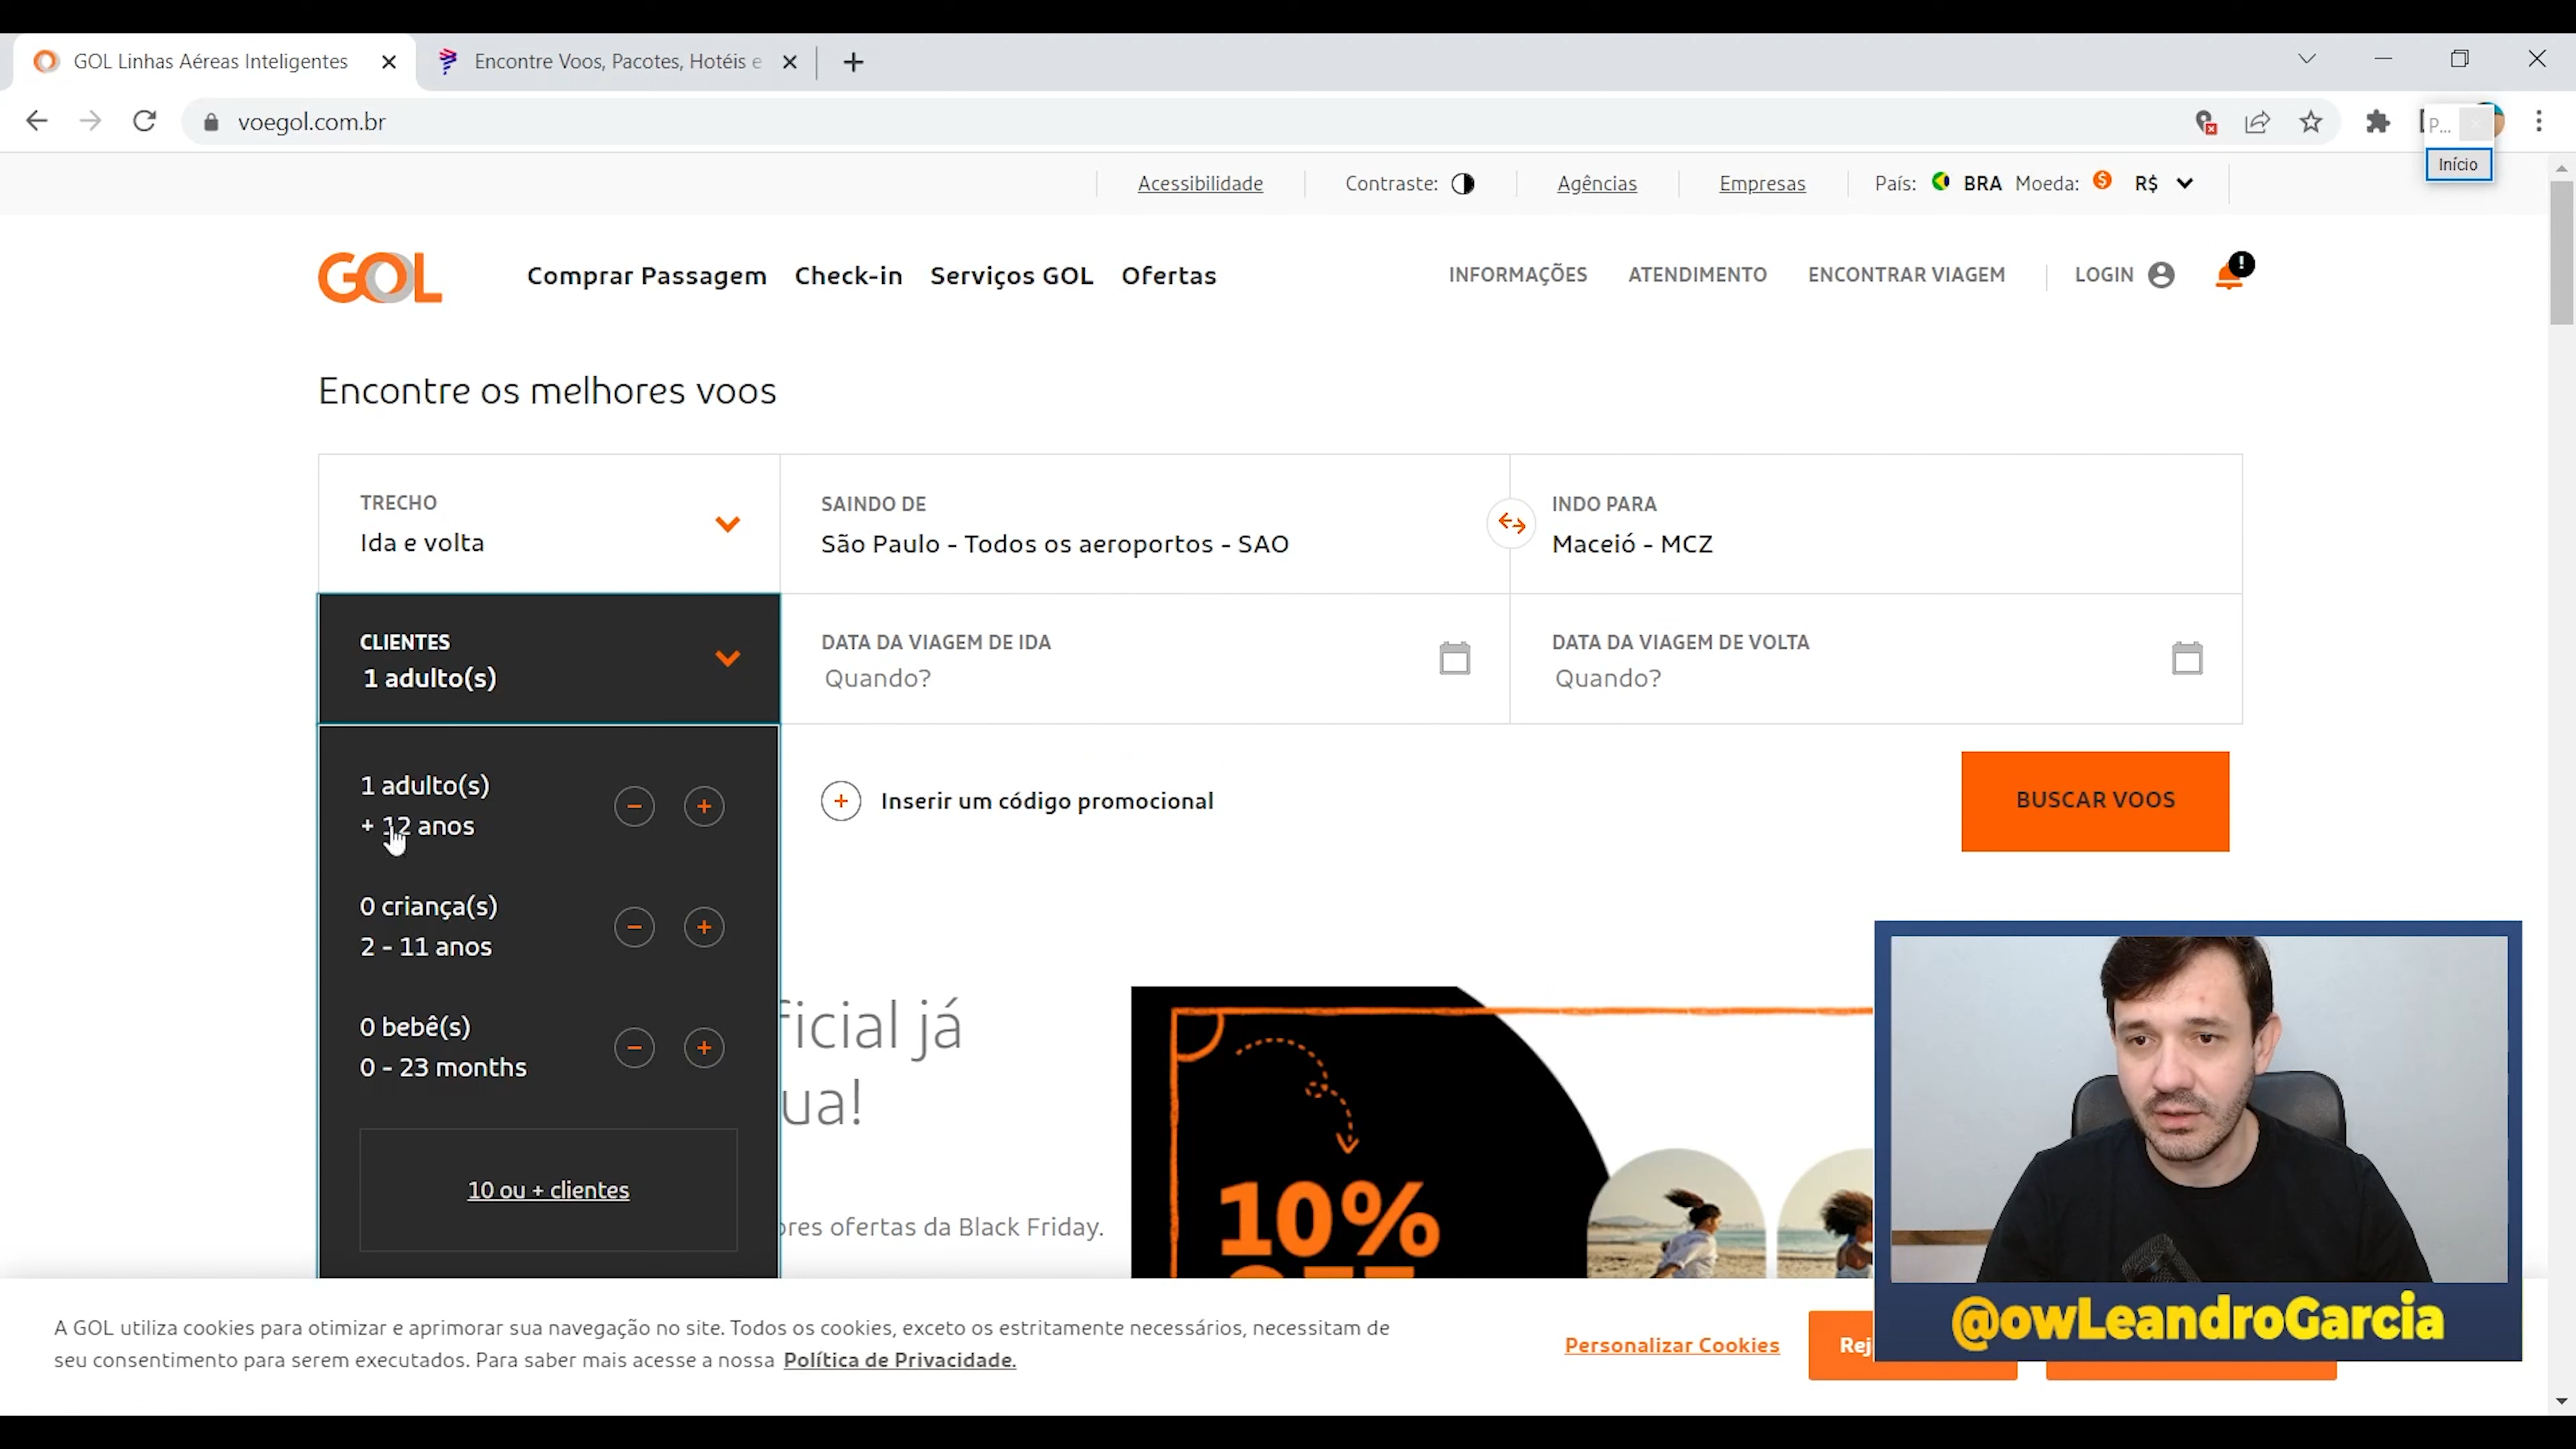 GOL Linhas Aéreas Inteligentes
Encontre Voos, Pacotes, Hotéis e
voegol.com.br
P...
Início
Acessibilidade
Contraste:
Agências
Empresas
País: BRA Moeda: R$
GOL
Comprar Passagem
Check-in
Serviços GOL
Ofertas
INFORMAÇÕES
ATENDIMENTO
ENCONTRAR VIAGEM
LOGIN
Encontre os melhores voos
TRECHO
Ida e volta
SAINDO DE
São Paulo - Todos os aeroportos - SAO
INDO PARA
Maceió - MCZ
CLIENTES
1 adulto(s)
DATA DA VIAGEM DE IDA
Quando?
DATA DA VIAGEM DE VOLTA
Quando?
1 adulto(s)
+ 12 anos
0 criança(s)
2 - 11 anos
0 bebê(s)
0 - 23 months
10 ou + clientes
Inserir um código promocional
BUSCAR VOOS
ficial já
ua!
ores ofertas da Black Friday.
10%
A GOL utiliza cookies para otimizar e aprimorar sua navegação no site. Todos os cookies, exceto os estritamente necessários, necessitam de
seu consentimento para serem executados. Para saber mais acesse a nossa Política de Privacidade.
Personalizar Cookies
Rej
@owLeandroGarcia